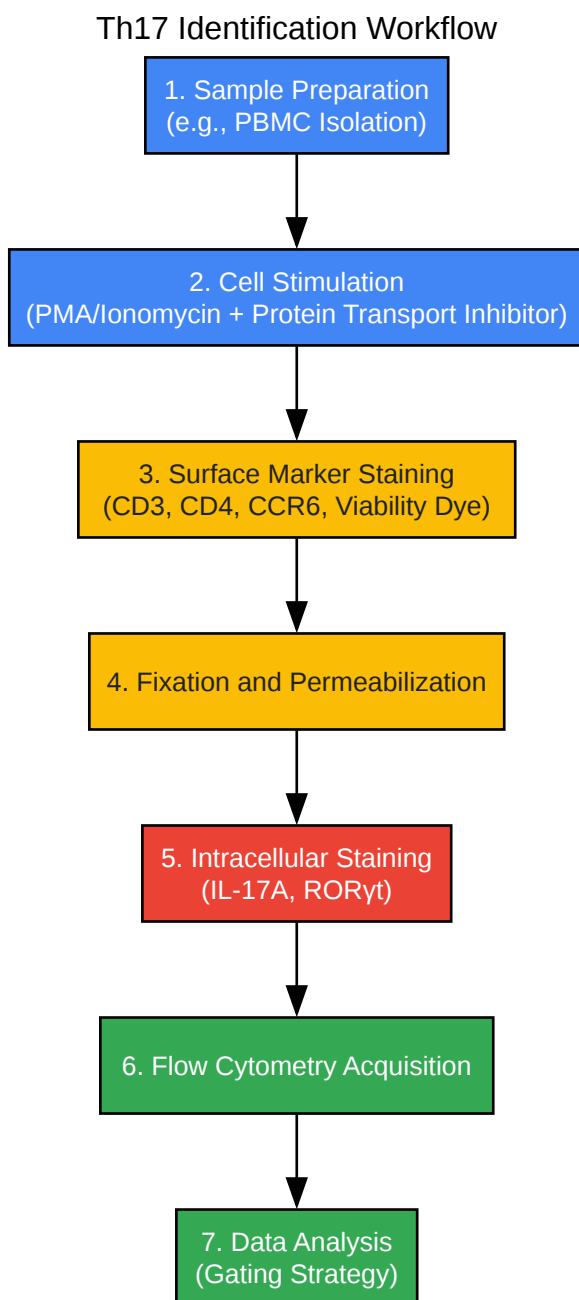 Th17 Identification Workflow
1. Sample Preparation
(e.g., PBMC Isolation)
2. Cell Stimulation
(PMA/Ionomycin + Protein Transport Inhibitor)
3. Surface Marker Staining
(CD3, CD4, CCR6, Viability Dye)
4. Fixation and Permeabilization
5. Intracellular Staining
(IL-17A, RORγt)
6. Flow Cytometry Acquisition
7. Data Analysis
(Gating Strategy)